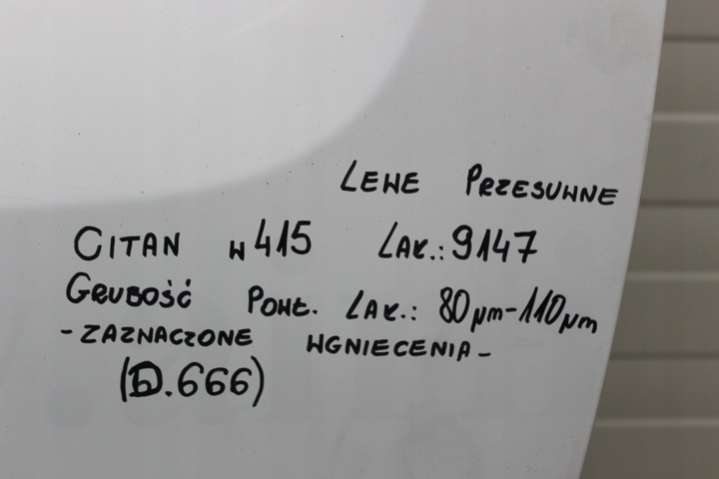 LEWE PRZESUWNE
CITAN W415 LAK.: 9147
GRUBOŚĆ POWŁ. LAK.: 80µm-110µm
- ZAZNACZONE WGNIECENIA -
(D.666)